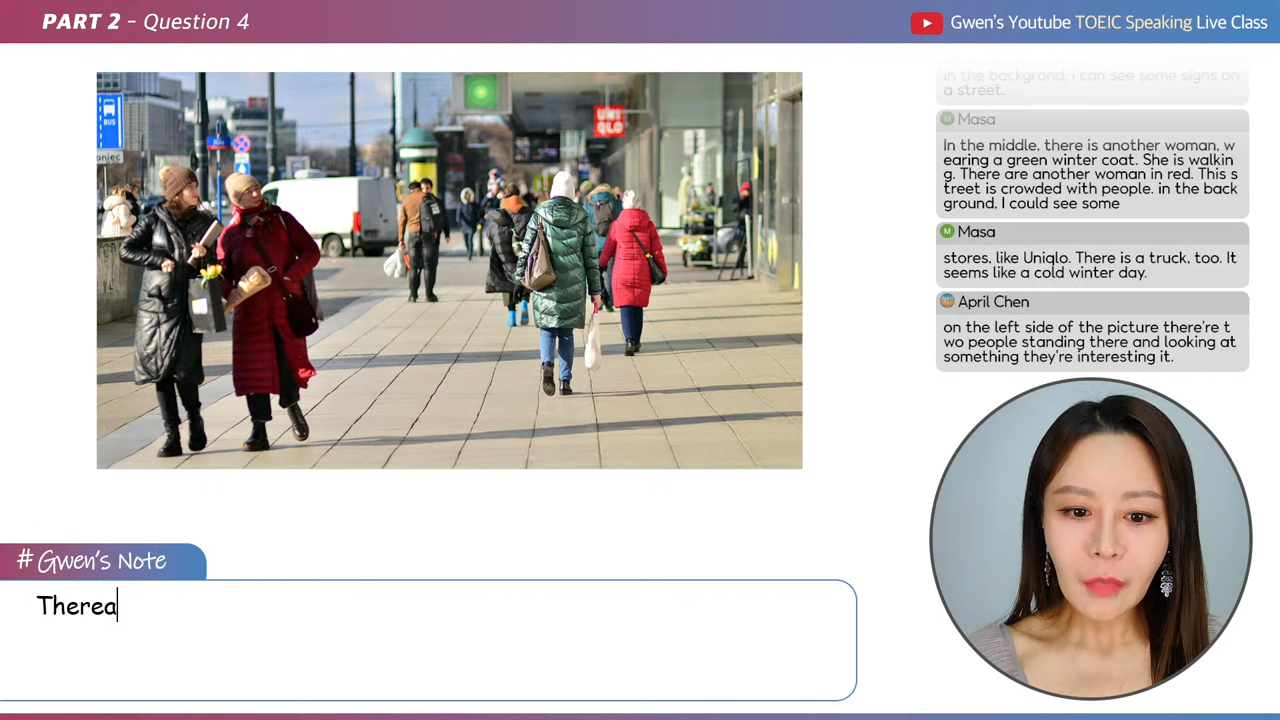 PART 2 - Question 4
Gwen's Youtube TOEIC Speaking Live Class
BUS
oniec
UNI
QLO
in the backgrond; i can see some signs on
a street.
M Masa
In the middle, there is another woman, w
earing a green winter coat. She is walkin
g. There are another woman in red. This s
treet is crowded with people. in the back
ground, I could see some
M Masa
stores, like Uniqlo. There is a truck, too. It
seems like a cold winter day.
April Chen
on the left side of the picture there're t
wo people standing there and looking at
something they're interesting it.
# Gwen's Note
Therea